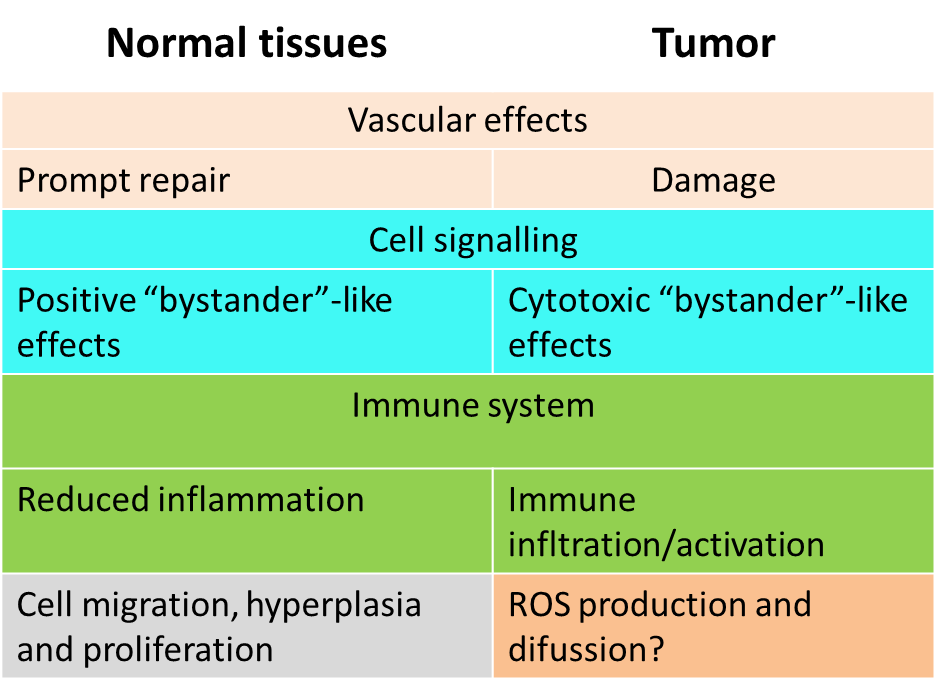 Normal tissues Tumor
Vascular effects
Prompt repair Damage
Cell signalling
Positive “bystander”-like
effects
Cytotoxic “bystander”-like
effects
Immune system
Reduced inflammation
Immune
infltration/activation
Cell migration, hyperplasia
and proliferation
ROS production and
difussion?